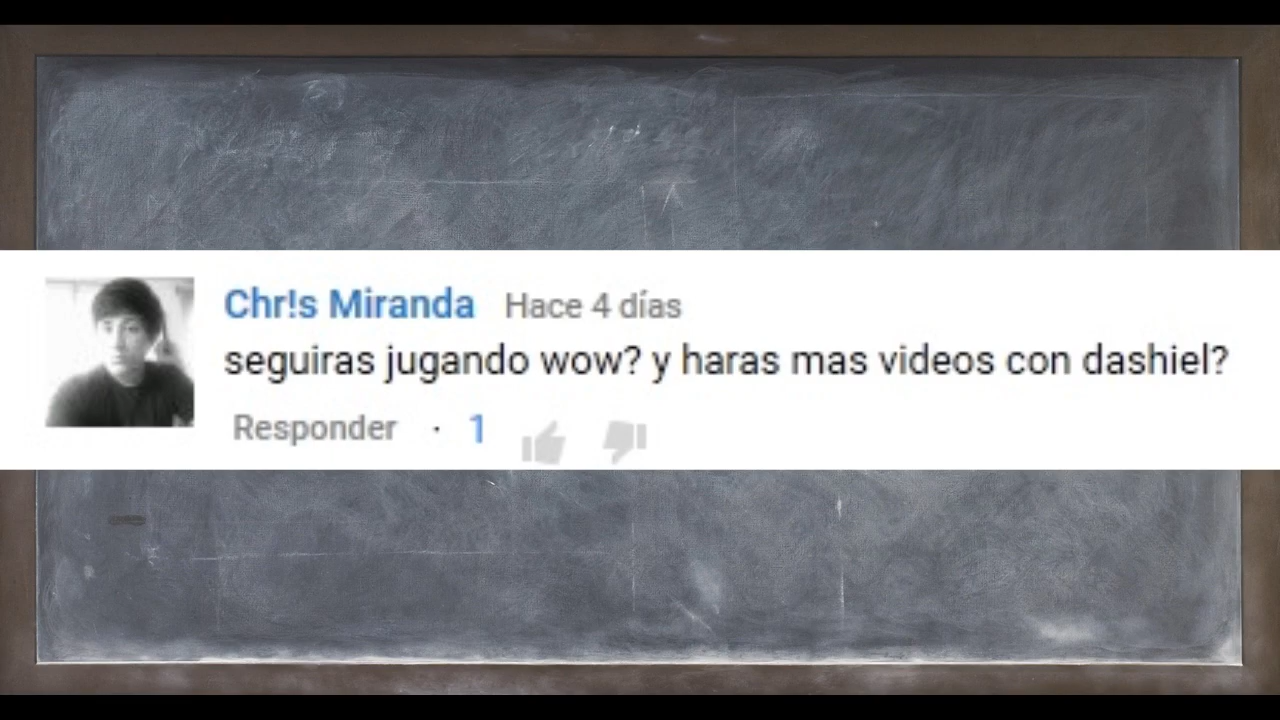 Chr!s Miranda Hace 4 días
seguiras jugando wow? y haras mas videos con dashiel?
Responder · 1